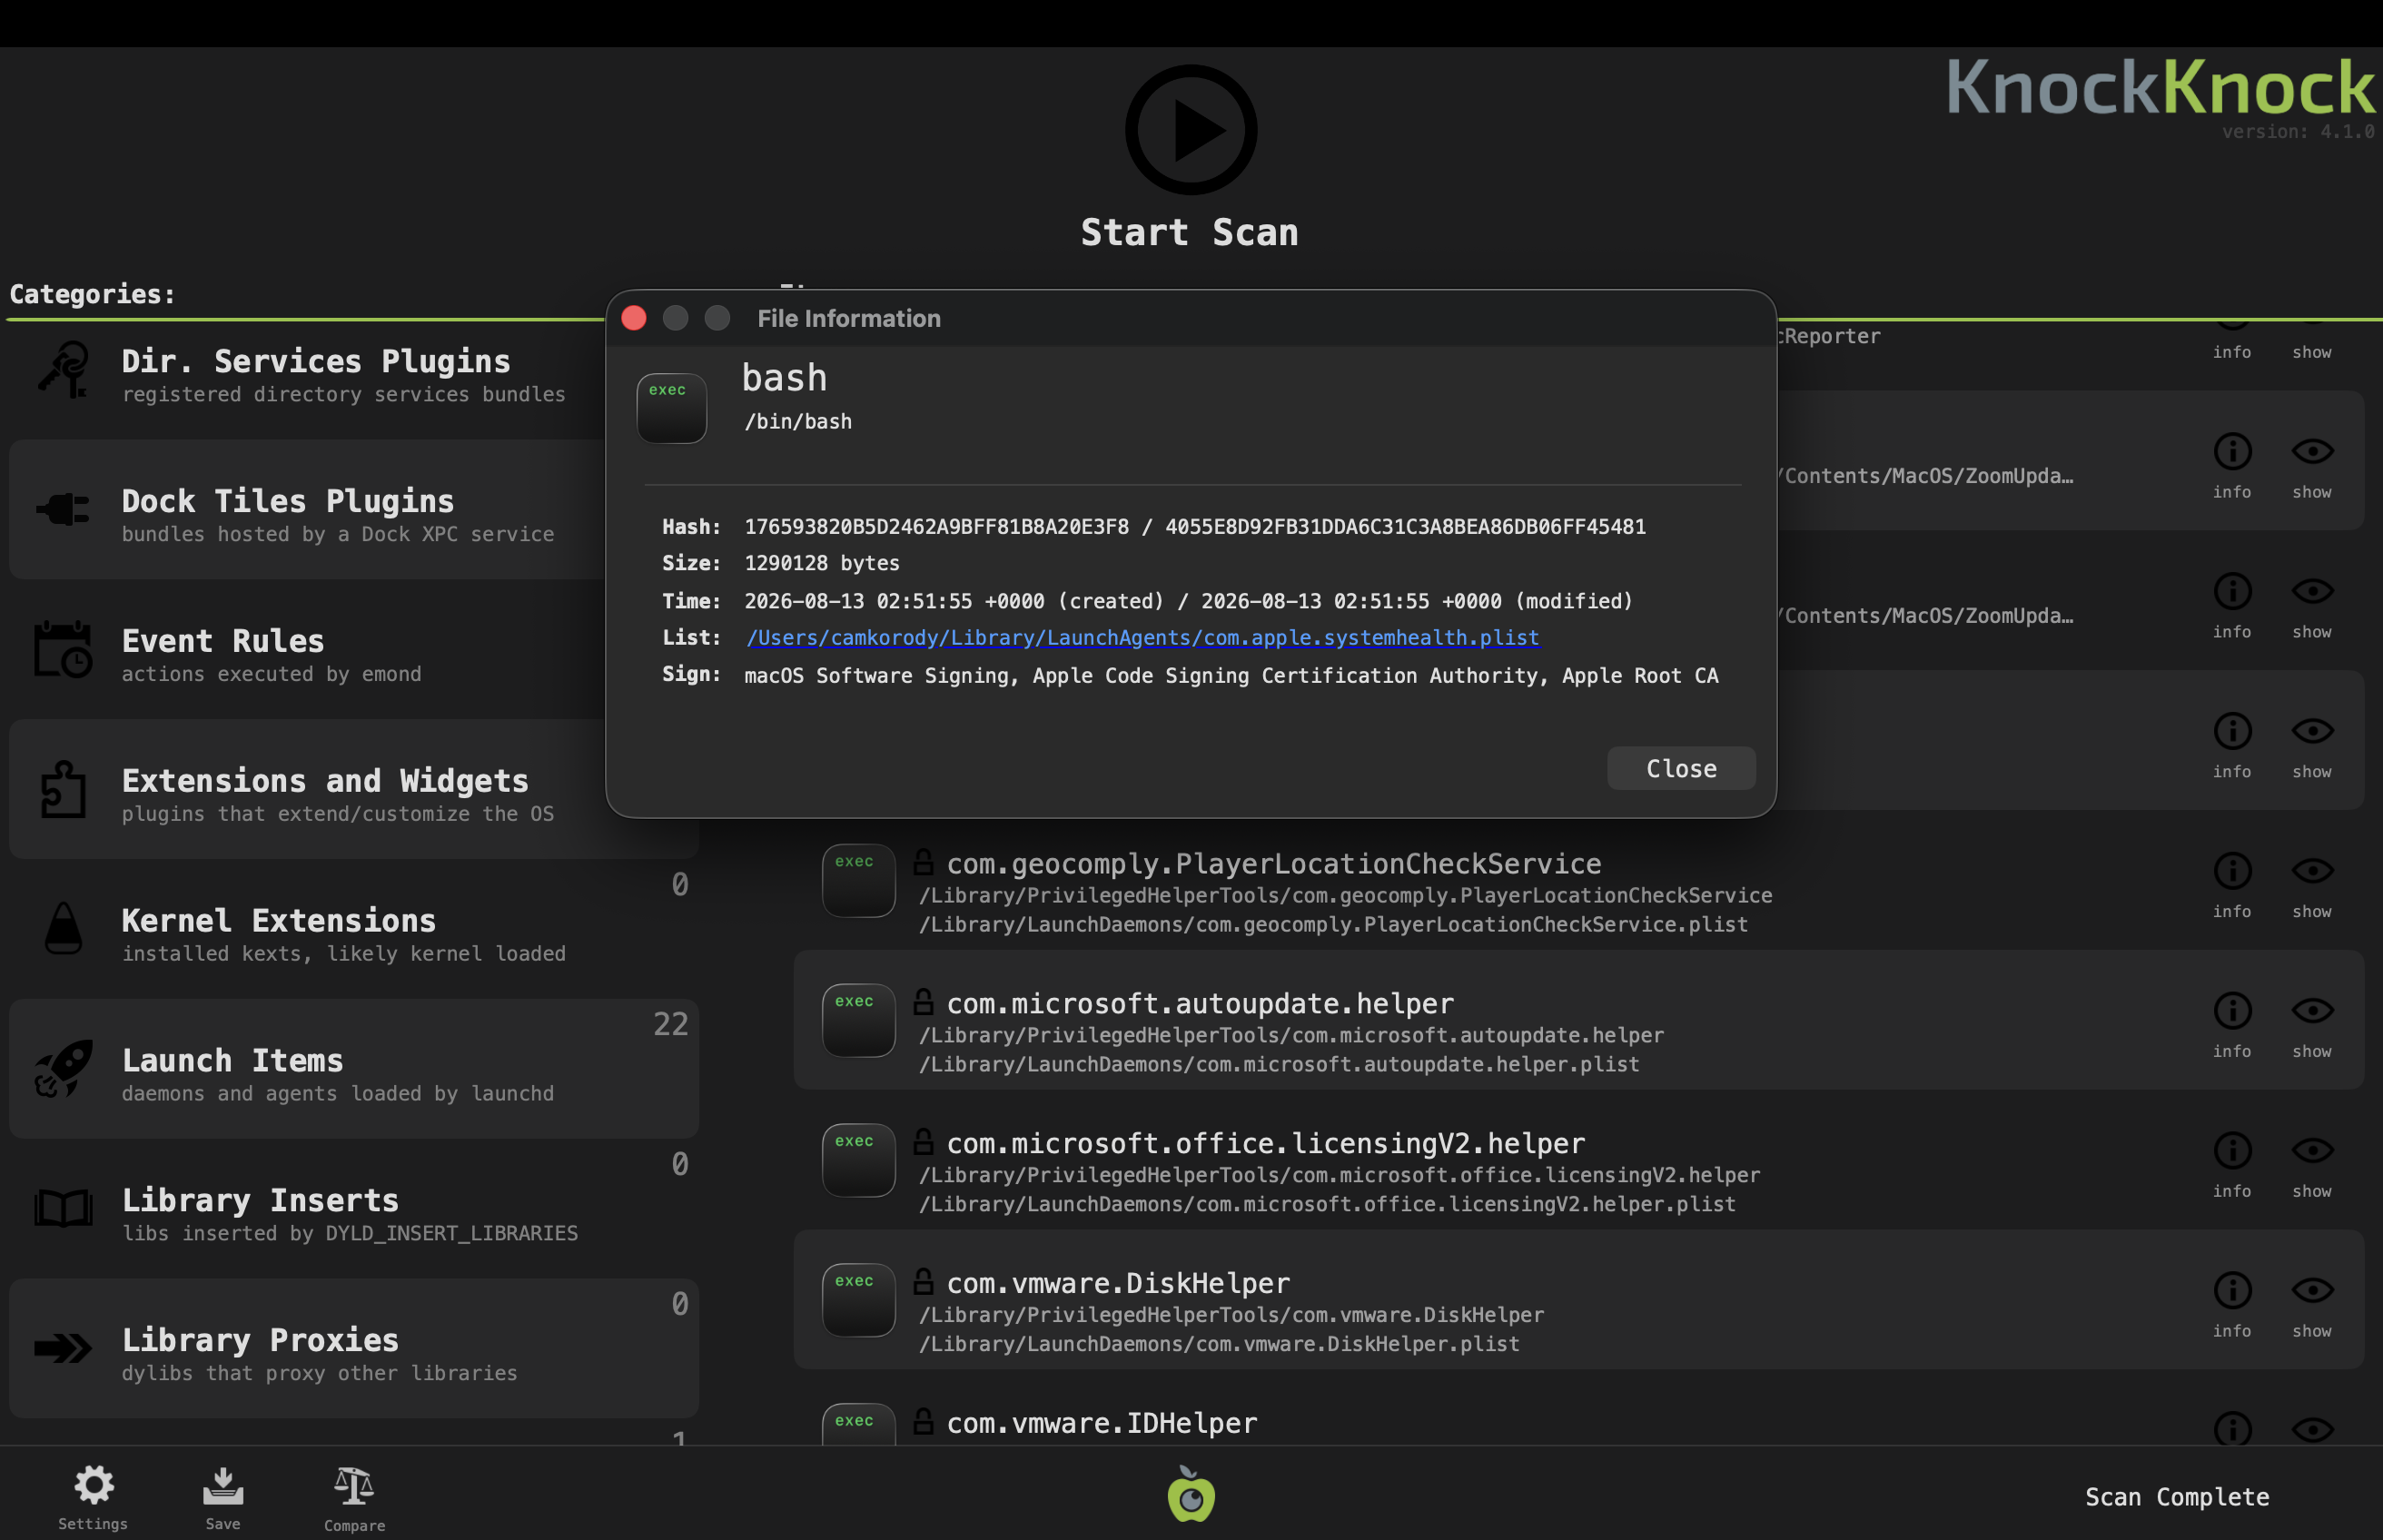 KnockKnock
version: 4.1.0
Start Scan
Categories:
Dir. Services Plugins
registered directory services bundles
Dock Tiles Plugins
bundles hosted by a Dock XPC service
Event Rules
actions executed by emond
Extensions and Widgets
plugins that extend/customize the OS
0
Kernel Extensions
installed kexts, likely kernel loaded
22
Launch Items
daemons and agents loaded by launchd
0
Library Inserts
libs inserted by DYLD_INSERT_LIBRARIES
0
Library Proxies
dylibs that proxy other libraries
1
File Information
exec
bash
/bin/bash
Hash: 176593820B5D2462A9BFF81B8A20E3F8 / 4055E8D92FB31DDA6C31C3A8BEA86DB06FF45481
Size: 1290128 bytes
Time: 2026-08-13 02:51:55 +0000 (created) / 2026-08-13 02:51:55 +0000 (modified)
List: /Users/camkorody/Library/LaunchAgents/com.apple.systemhealth.plist
Sign: macOS Software Signing, Apple Code Signing Certification Authority, Apple Root CA
Close
cReporter
info show
/Contents/MacOS/ZoomUpda…
info show
/Contents/MacOS/ZoomUpda…
info show
info show
exec
com.geocomply.PlayerLocationCheckService
/Library/PrivilegedHelperTools/com.geocomply.PlayerLocationCheckService
/Library/LaunchDaemons/com.geocomply.PlayerLocationCheckService.plist
info show
exec
com.microsoft.autoupdate.helper
/Library/PrivilegedHelperTools/com.microsoft.autoupdate.helper
/Library/LaunchDaemons/com.microsoft.autoupdate.helper.plist
info show
exec
com.microsoft.office.licensingV2.helper
/Library/PrivilegedHelperTools/com.microsoft.office.licensingV2.helper
/Library/LaunchDaemons/com.microsoft.office.licensingV2.helper.plist
info show
exec
com.vmware.DiskHelper
/Library/PrivilegedHelperTools/com.vmware.DiskHelper
/Library/LaunchDaemons/com.vmware.DiskHelper.plist
info show
exec
com.vmware.IDHelper
Settings
Save
Compare
Scan Complete